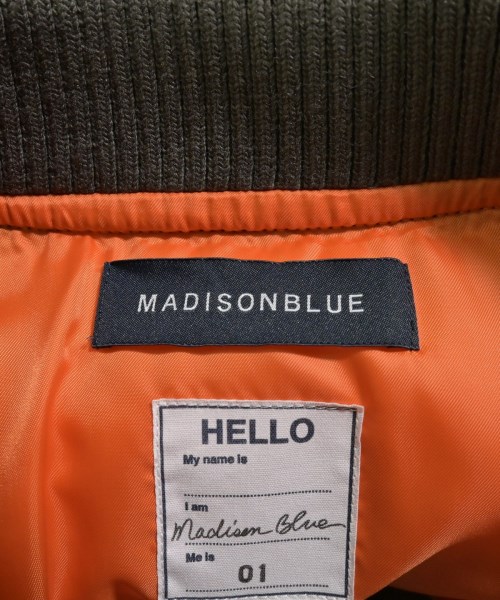 MADISONBLUE
HELLO
My name is
I am
Madison Blue
Me is
01